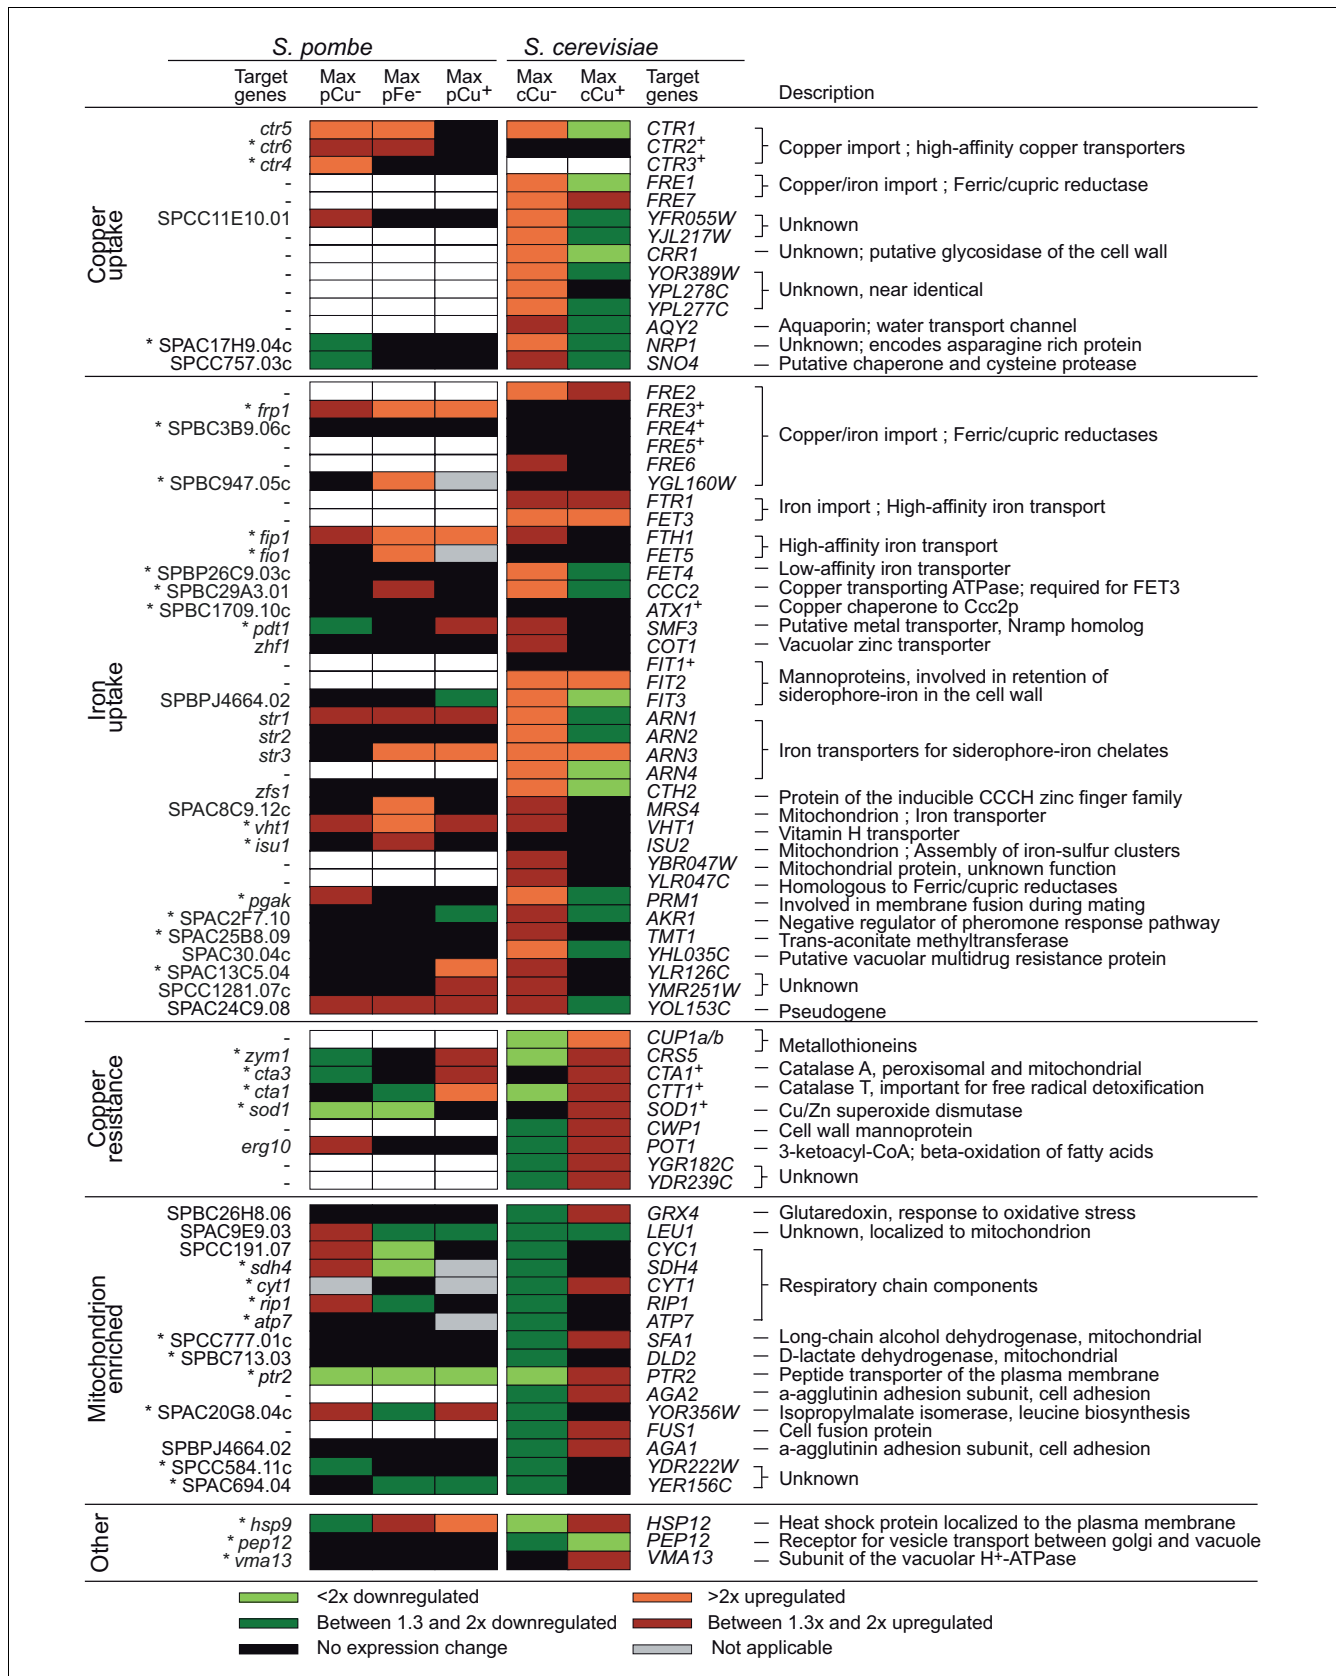 S. pombe S. cerevisiae
Target genes Max pCu- Max pFe- Max pCu+ Max cCu- Max cCu+ Target genes Description
Copper uptake
ctr5 CTR1
* ctr6 CTR2+ Copper import ; high-affinity copper transporters
* ctr4 CTR3+
- FRE1 Copper/iron import ; Ferric/cupric reductase
- FRE7
SPCC11E10.01 YFR055W Unknown
- YJL217W
- CRR1 Unknown; putative glycosidase of the cell wall
- YOR389W
- YPL278C Unknown, near identical
- YPL277C
- AQY2 Aquaporin; water transport channel
* SPAC17H9.04c NRP1 Unknown; encodes asparagine rich protein
SPCC757.03c SNO4 Putative chaperone and cysteine protease
Iron uptake
- FRE2
* frp1 FRE3+
* SPBC3B9.06c FRE4+ Copper/iron import ; Ferric/cupric reductases
- FRE5+
- FRE6
* SPBC947.05c YGL160W
- FTR1 Iron import ; High-affinity iron transport
- FET3
* fip1 FTH1 High-affinity iron transport
* fio1 FET5
* SPBP26C9.03c FET4 Low-affinity iron transporter
* SPBC29A3.01 CCC2 Copper transporting ATPase; required for FET3
* SPBC1709.10c ATX1+ Copper chaperone to Ccc2p
* pdt1 SMF3 Putative metal transporter, Nramp homolog
zhf1 COT1 Vacuolar zinc transporter
- FIT1+
- FIT2 Mannoproteins, involved in retention of
SPBPJ4664.02 FIT3 siderophore-iron in the cell wall
str1 ARN1
str2 ARN2 Iron transporters for siderophore-iron chelates
str3 ARN3
- ARN4
zfs1 CTH2 Protein of the inducible CCCH zinc finger family
SPAC8C9.12c MRS4 Mitochondrion ; Iron transporter
* vht1 VHT1 Vitamin H transporter
* isu1 ISU2 Mitochondrion ; Assembly of iron-sulfur clusters
- YBR047W Mitochondrial protein, unknown function
- YLR047C Homologous to Ferric/cupric reductases
* pgak PRM1 Involved in membrane fusion during mating
* SPAC2F7.10 AKR1 Negative regulator of pheromone response pathway
* SPAC25B8.09 TMT1 Trans-aconitate methyltransferase
SPAC30.04c YHL035C Putative vacuolar multidrug resistance protein
* SPAC13C5.04 YLR126C Unknown
SPCC1281.07c YMR251W
SPAC24C9.08 YOL153C Pseudogene
Copper resistance
- CUP1a/b Metallothioneins
* zym1 CRS5
* cta3 CTA1+ Catalase A, peroxisomal and mitochondrial
* cta1 CTT1+ Catalase T, important for free radical detoxification
* sod1 SOD1+ Cu/Zn superoxide dismutase
- CWP1 Cell wall mannoprotein
erg10 POT1 3-ketoacyl-CoA; beta-oxidation of fatty acids
- YGR182C Unknown
- YDR239C
Mitochondrion enriched
SPBC26H8.06 GRX4 Glutaredoxin, response to oxidative stress
SPAC9E9.03 LEU1 Unknown, localized to mitochondrion
SPCC191.07 CYC1
* sdh4 SDH4
* cyt1 CYT1 Respiratory chain components
* rip1 RIP1
* atp7 ATP7
* SPCC777.01c SFA1 Long-chain alcohol dehydrogenase, mitochondrial
* SPBC713.03 DLD2 D-lactate dehydrogenase, mitochondrial
* ptr2 PTR2 Peptide transporter of the plasma membrane
- AGA2 a-agglutinin adhesion subunit, cell adhesion
* SPAC20G8.04c YOR356W Isopropylmalate isomerase, leucine biosynthesis
- FUS1 Cell fusion protein
SPBPJ4664.02 AGA1 a-agglutinin adhesion subunit, cell adhesion
* SPCC584.11c YDR222W Unknown
* SPAC694.04 YER156C
Other
* hsp9 HSP12 Heat shock protein localized to the plasma membrane
* pep12 PEP12 Receptor for vesicle transport between golgi and vacuole
* vma13 VMA13 Subunit of the vacuolar H+-ATPase
<2x downregulated >2x upregulated
Between 1.3 and 2x downregulated Between 1.3x and 2x upregulated
No expression change Not applicable